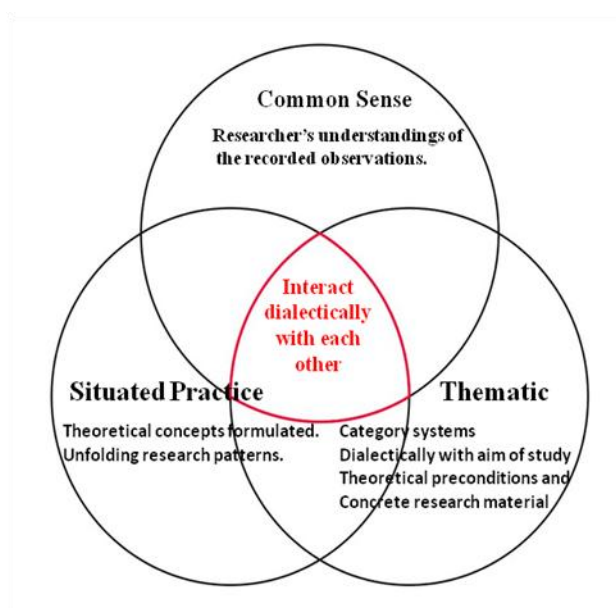 Common Sense
Researcher's understandings of
the recorded observations.
Interact
dialectically
with each
other
Situated Practice
Theoretical concepts formulated.
Unfolding research patterns.
Thematic
Category systems
Dialectically with aim of study
Theoretical preconditions and
Concrete research material